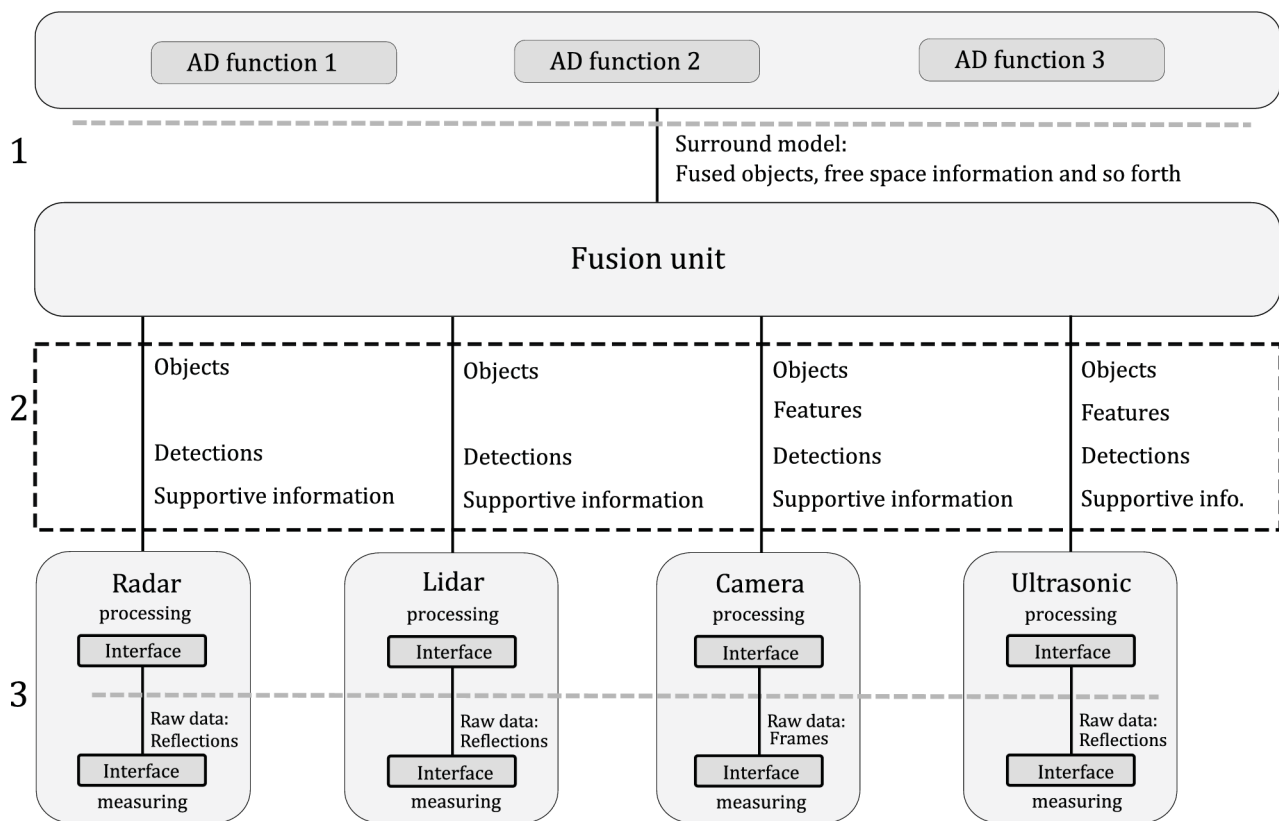 AD function 1
AD function 2
AD function 3
1
Surround model:
Fused objects, free space information and so forth
Fusion unit
2
Objects
Detections
Supportive information
Objects
Detections
Supportive information
Objects
Features
Detections
Supportive information
Objects
Features
Detections
Supportive info.
3
Radar
processing
Interface
Raw data:
Reflections
Interface
measuring
Lidar
processing
Interface
Raw data:
Reflections
Interface
measuring
Camera
processing
Interface
Raw data:
Frames
Interface
measuring
Ultrasonic
processing
Interface
Raw data:
Reflections
Interface
measuring